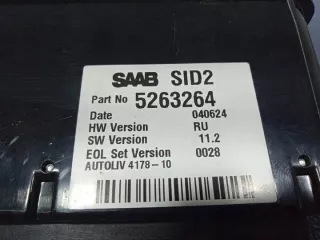 SAAB SID2
Part No 5263264
Date 040624
HW Version RU
SW Version 11.2
EOL Set Version 0028
AUTOLIV 4178-10